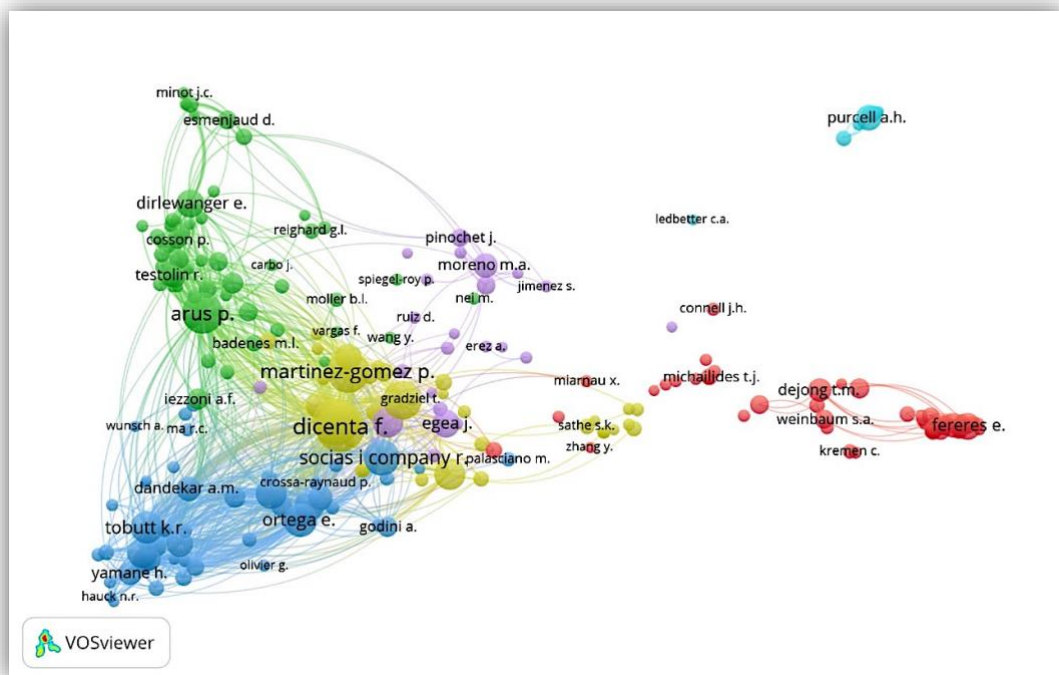 minot j.c.
esmenjaud d.
purcell a.h.
dirlewanger e.
ledbetter c.a.
reighard g.l.
cosson p.
pinochet j.
testolin r.
carbo j.
moreno m.a.
spiegel-roy p.
jimenez s.
moller b.l.
nei m.
connell j.h.
arus p.
ruiz d.
vargas f.
wang y.
badenes m.l.
erez a.
martinez-gomez p.
miarnau x.
michailides t.j.
dejong t.m.
iezzoni a.f.
gradziel t.
wunsch a.
ma r.c.
dicenta f.
egea j.
sathe s.k.
weinbaum s.a.
fereres e.
zhang y.
kremen c.
socias i company r.
palasciano m.
dandekar a.m.
crossa-raynaud p.
ortega e.
tobutt k.r.
godini a.
olivier g.
yamane h.
hauck n.r.
VOSviewer